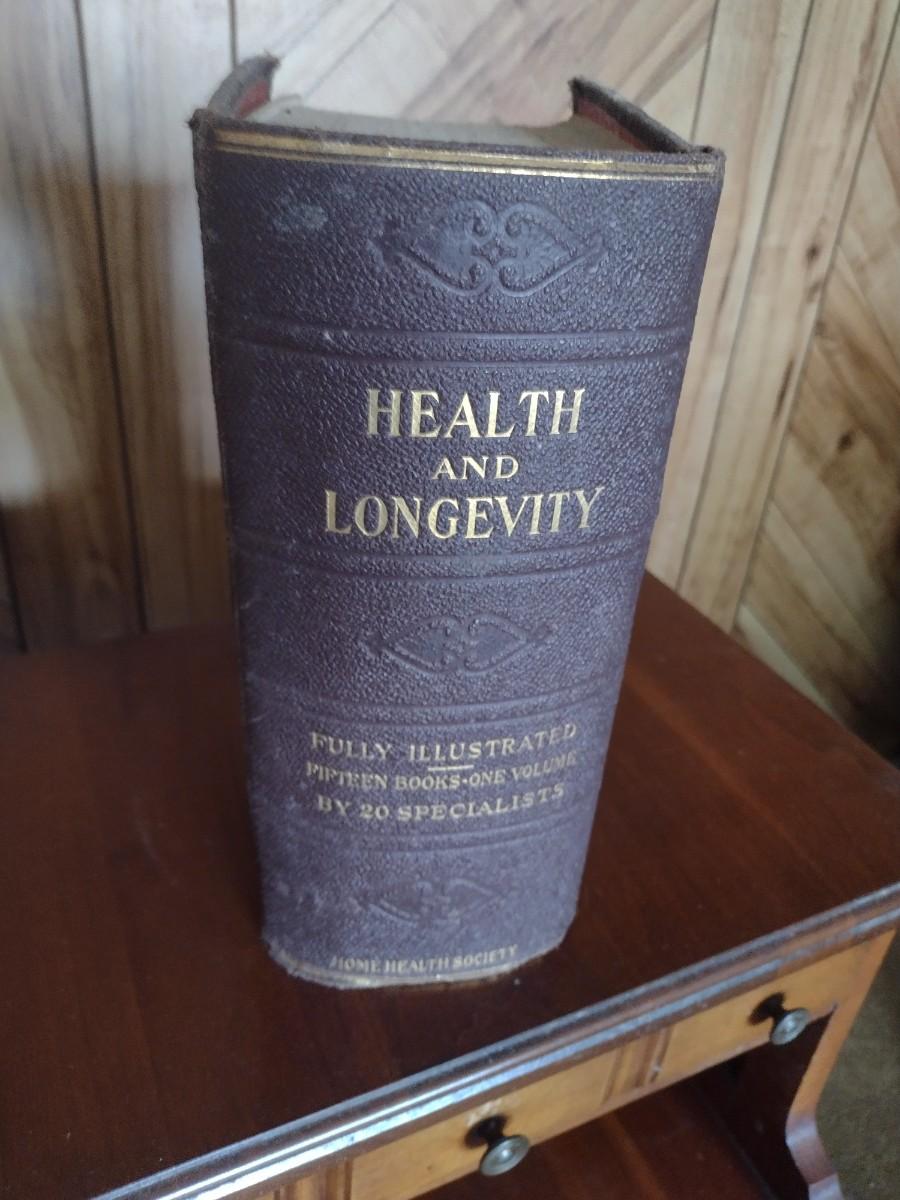 HEALTH
AND
LONGEVITY
FULLY ILLUSTRATED
FIFTEEN BOOKS-ONE VOLUME
BY 20 SPECIALISTS
HOME HEALTH SOCIETY